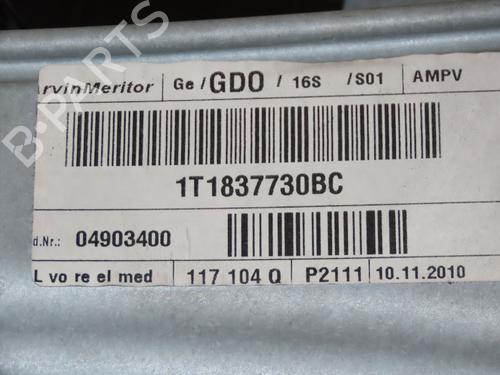 B-PARTS
rvinMeritor Ge / GDO / 16S /S01 AMPV
1T1837730BC
d.Nr.: 04903400
L vo re el med 117 104 Q P2111 10.11.2010